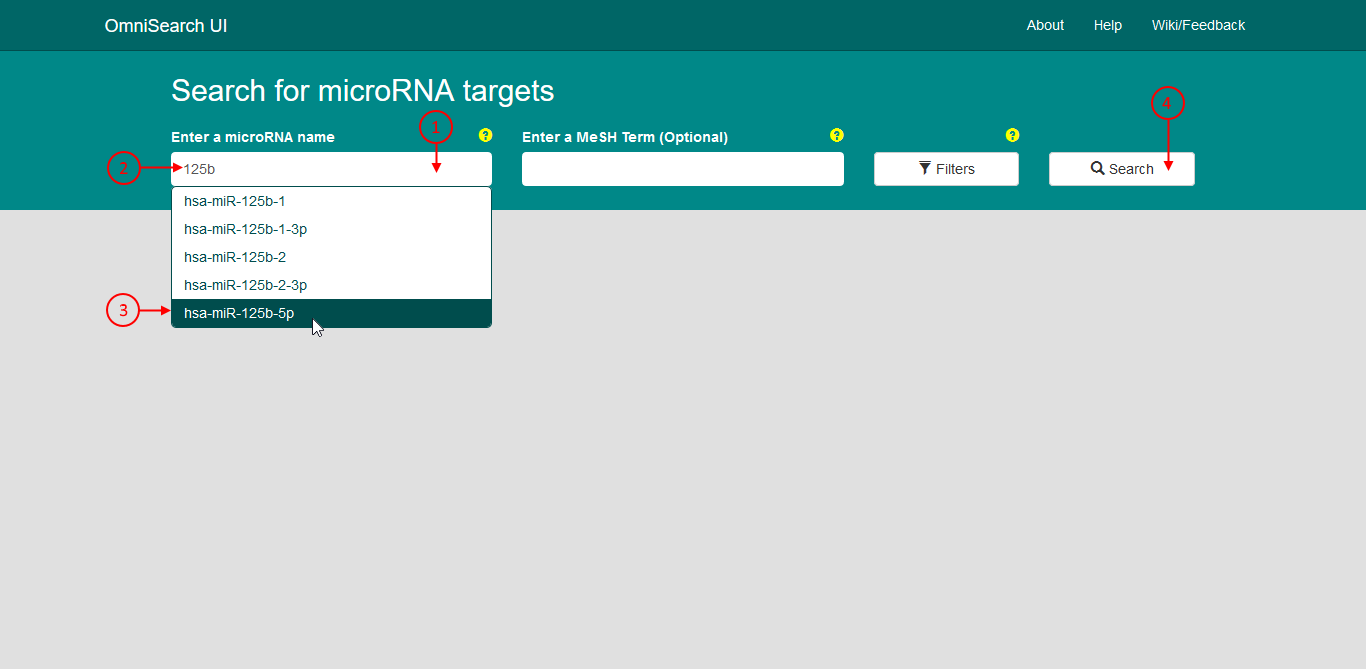 OmniSearch UI About Help Wiki/Feedback
Search for microRNA targets
1 4
Enter a microRNA name ? Enter a MeSH Term (Optional) ? ?
2 125b Filters Search
hsa-miR-125b-1
hsa-miR-125b-1-3p
hsa-miR-125b-2
hsa-miR-125b-2-3p
3 hsa-miR-125b-5p